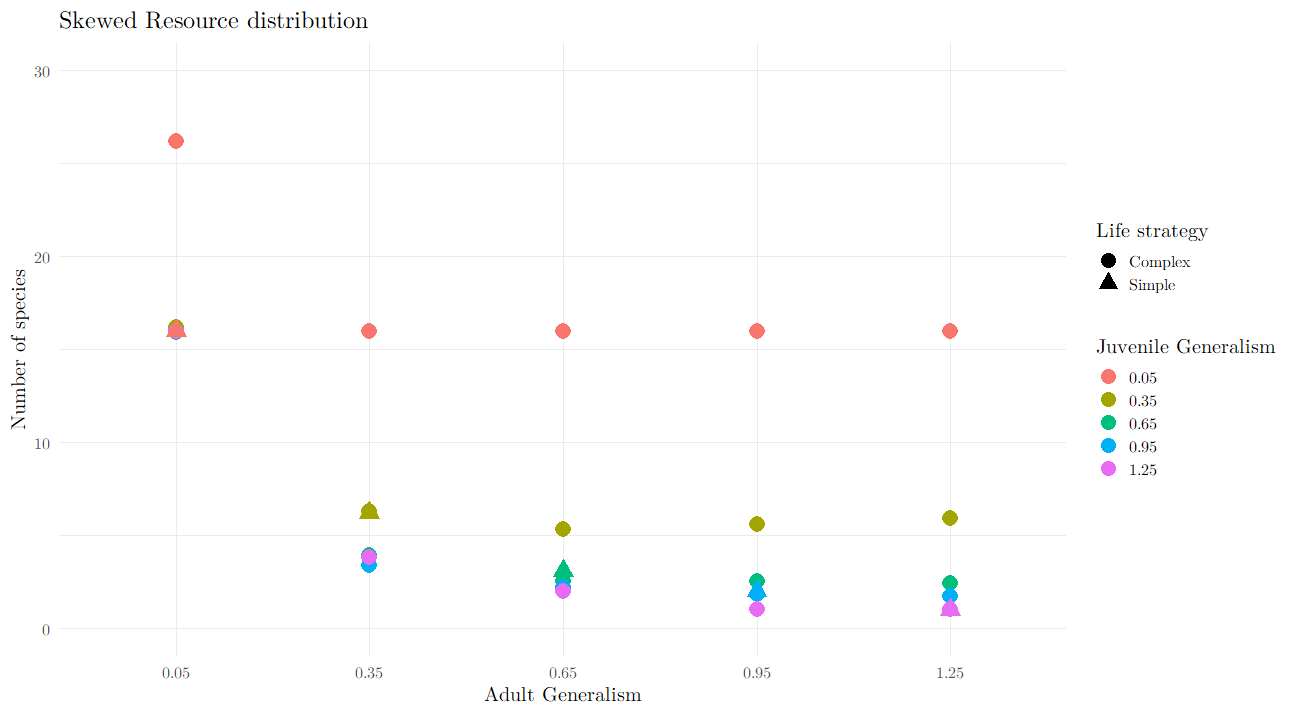 Skewed Resource distribution
Number of species
30
20
10
0
0.05
0.35
0.65
0.95
1.25
Adult Generalism
Life strategy
Complex
Simple
Juvenile Generalism
0.05
0.35
0.65
0.95
1.25